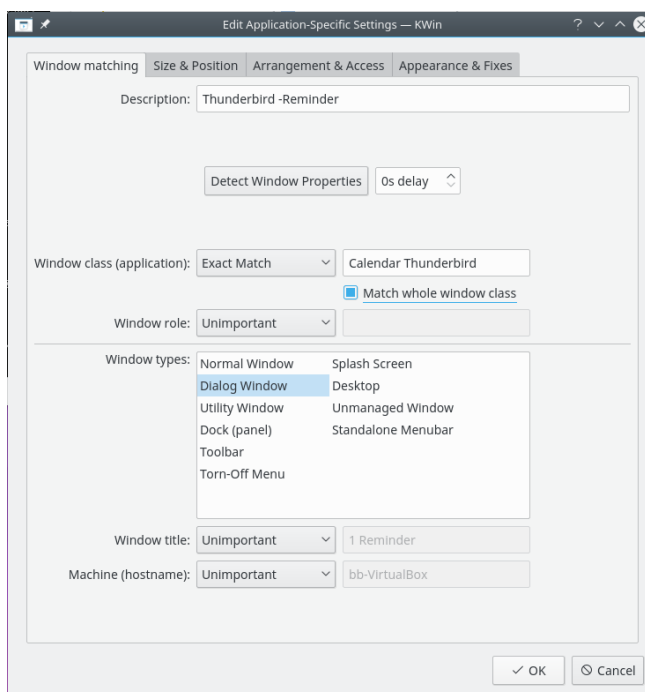 Edit Application-Specific Settings — KWin
Window matching Size & Position Arrangement & Access Appearance & Fixes
Description: Thunderbird -Reminder
Detect Window Properties 0s delay
Window class (application): Exact Match Calendar Thunderbird
Match whole window class
Window role: Unimportant
Window types:
Normal Window Splash Screen
Dialog Window Desktop
Utility Window Unmanaged Window
Dock (panel) Standalone Menubar
Toolbar
Torn-Off Menu
Window title: Unimportant 1 Reminder
Machine (hostname): Unimportant bb-VirtualBox
OK Cancel